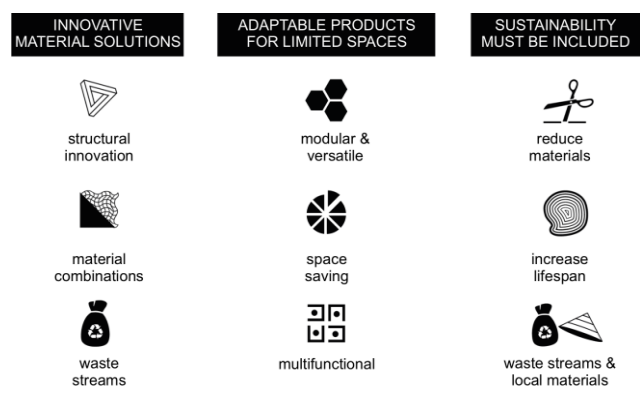 INNOVATIVE
MATERIAL SOLUTIONS
structural
innovation
material
combinations
waste
streams
ADAPTABLE PRODUCTS
FOR LIMITED SPACES
modular &
versatile
space
saving
multifunctional
SUSTAINABILITY
MUST BE INCLUDED
reduce
materials
increase
lifespan
waste streams &
local materials